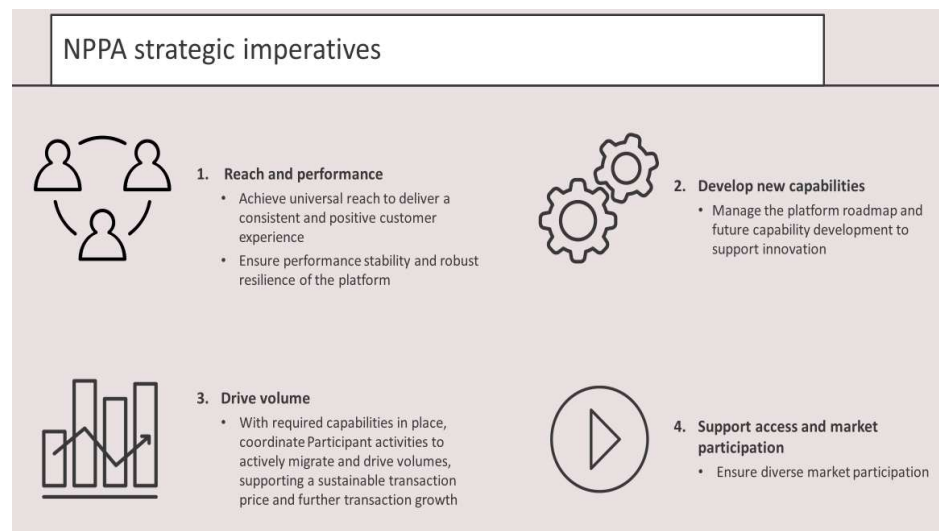 NPPA strategic imperatives
1. Reach and performance
• Achieve universal reach to deliver a
consistent and positive customer
experience
• Ensure performance stability and robust
resilience of the platform
2. Develop new capabilities
• Manage the platform roadmap and
future capability development to
support innovation
3. Drive volume
• With required capabilities in place,
coordinate Participant activities to
actively migrate and drive volumes,
supporting a sustainable transaction
price and further transaction growth
4. Support access and market
participation
• Ensure diverse market participation